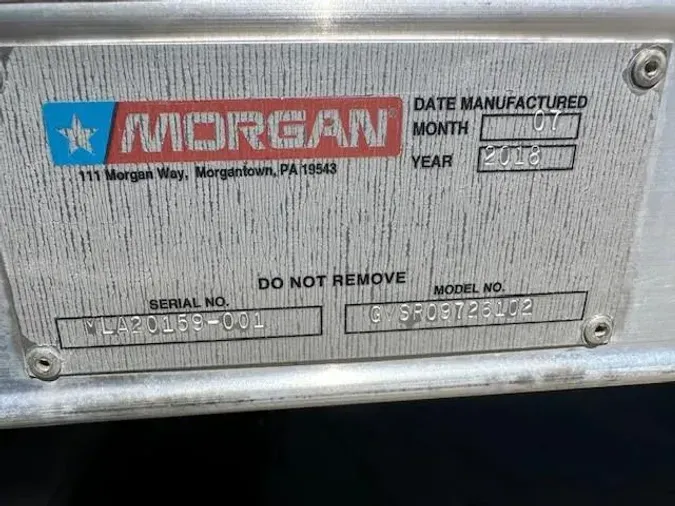 MORGAN®
111 Morgan Way, Morgantown, PA 19543
DATE MANUFACTURED
MONTH 07
YEAR 2018
DO NOT REMOVE
SERIAL NO.
MLA20159-001
MODEL NO.
GVSR09726102